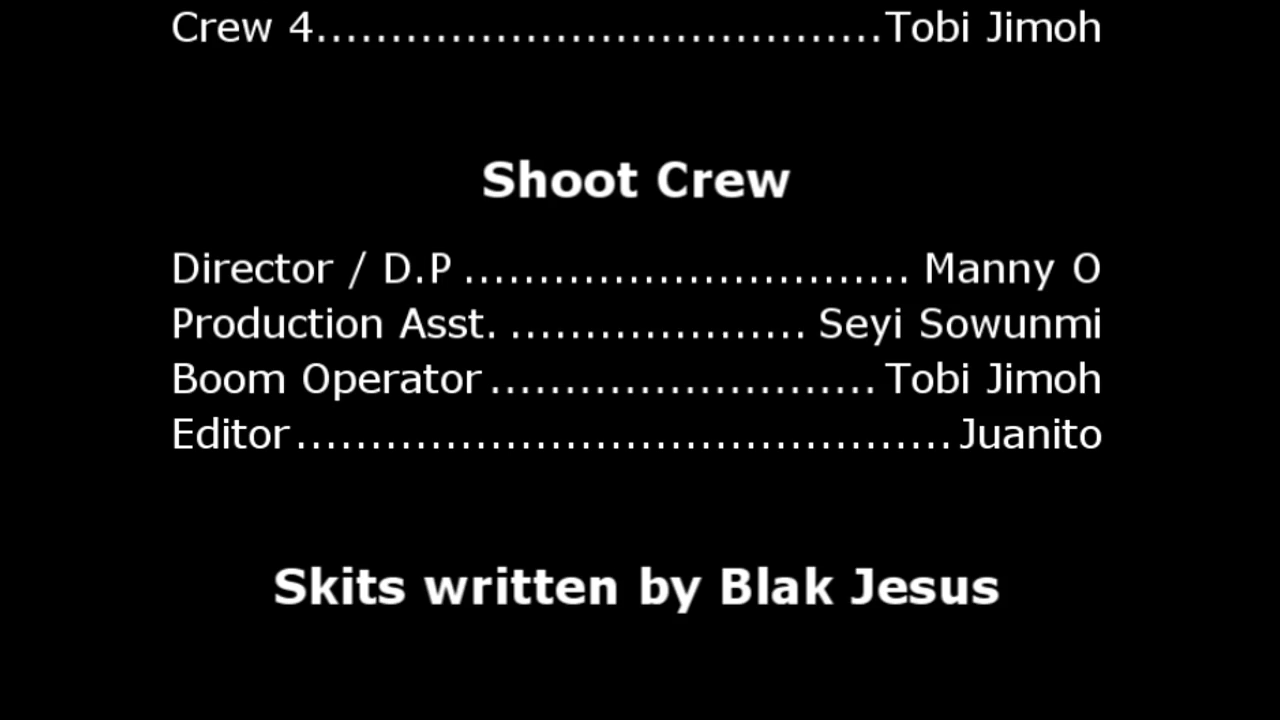 Crew 4......................................Tobi Jimoh
Shoot Crew
Director / D.P .............................. Manny O
Production Asst. .................... Seyi Sowunmi
Boom Operator .......................... Tobi Jimoh
Editor ............................................ Juanito
Skits written by Blak Jesus